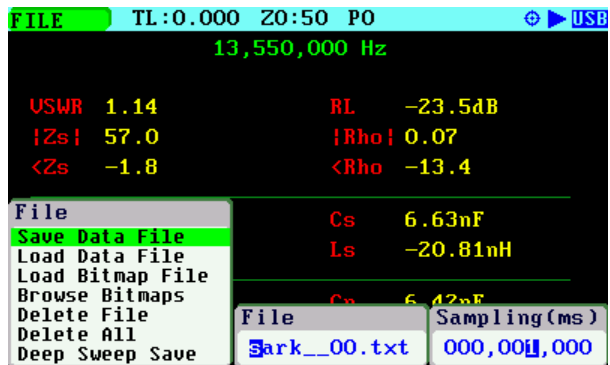 FILE TL:0.000 Z0:50 P0 USB
13,550,000 Hz
VSWR 1.14 RL -23.5dB
|Zs| 57.0 |Rho| 0.07
<Zs -1.8 <Rho -13.4
File
Save Data File
Load Data File
Load Bitmap File
Browse Bitmaps
Delete File
Delete All
Deep Sweep Save
Cs 6.63nF
Ls -20.81nH
File
Sark__00.txt
Sampling(ms)
000,001,000